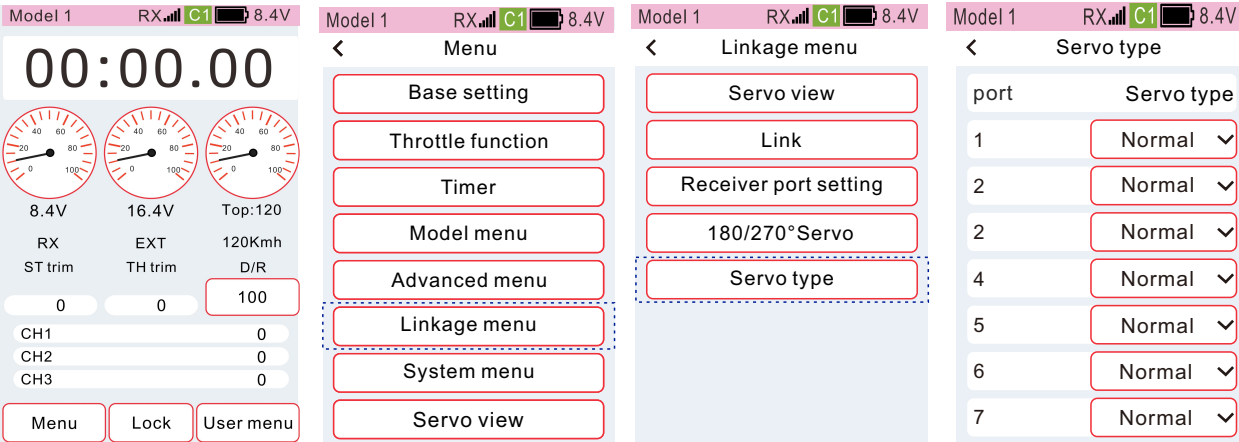 Model 1 RX C1 8.4V
00:00.00
20 40 60 80 0 100
20 40 60 80 0 100
20 40 60 80 0 100
8.4V 16.4V Top:120
RX EXT 120Kmh
ST trim TH trim D/R
0 0 100
CH1 0
CH2 0
CH3 0
Menu Lock User menu
Model 1 RX C1 8.4V
< Menu
Base setting
Throttle function
Timer
Model menu
Advanced menu
Linkage menu
System menu
Servo view
Model 1 RX C1 8.4V
< Linkage menu
Servo view
Link
Receiver port setting
180/270°Servo
Servo type
Model 1 RX C1 8.4V
< Servo type
port Servo type
1 Normal
2 Normal
2 Normal
4 Normal
5 Normal
6 Normal
7 Normal